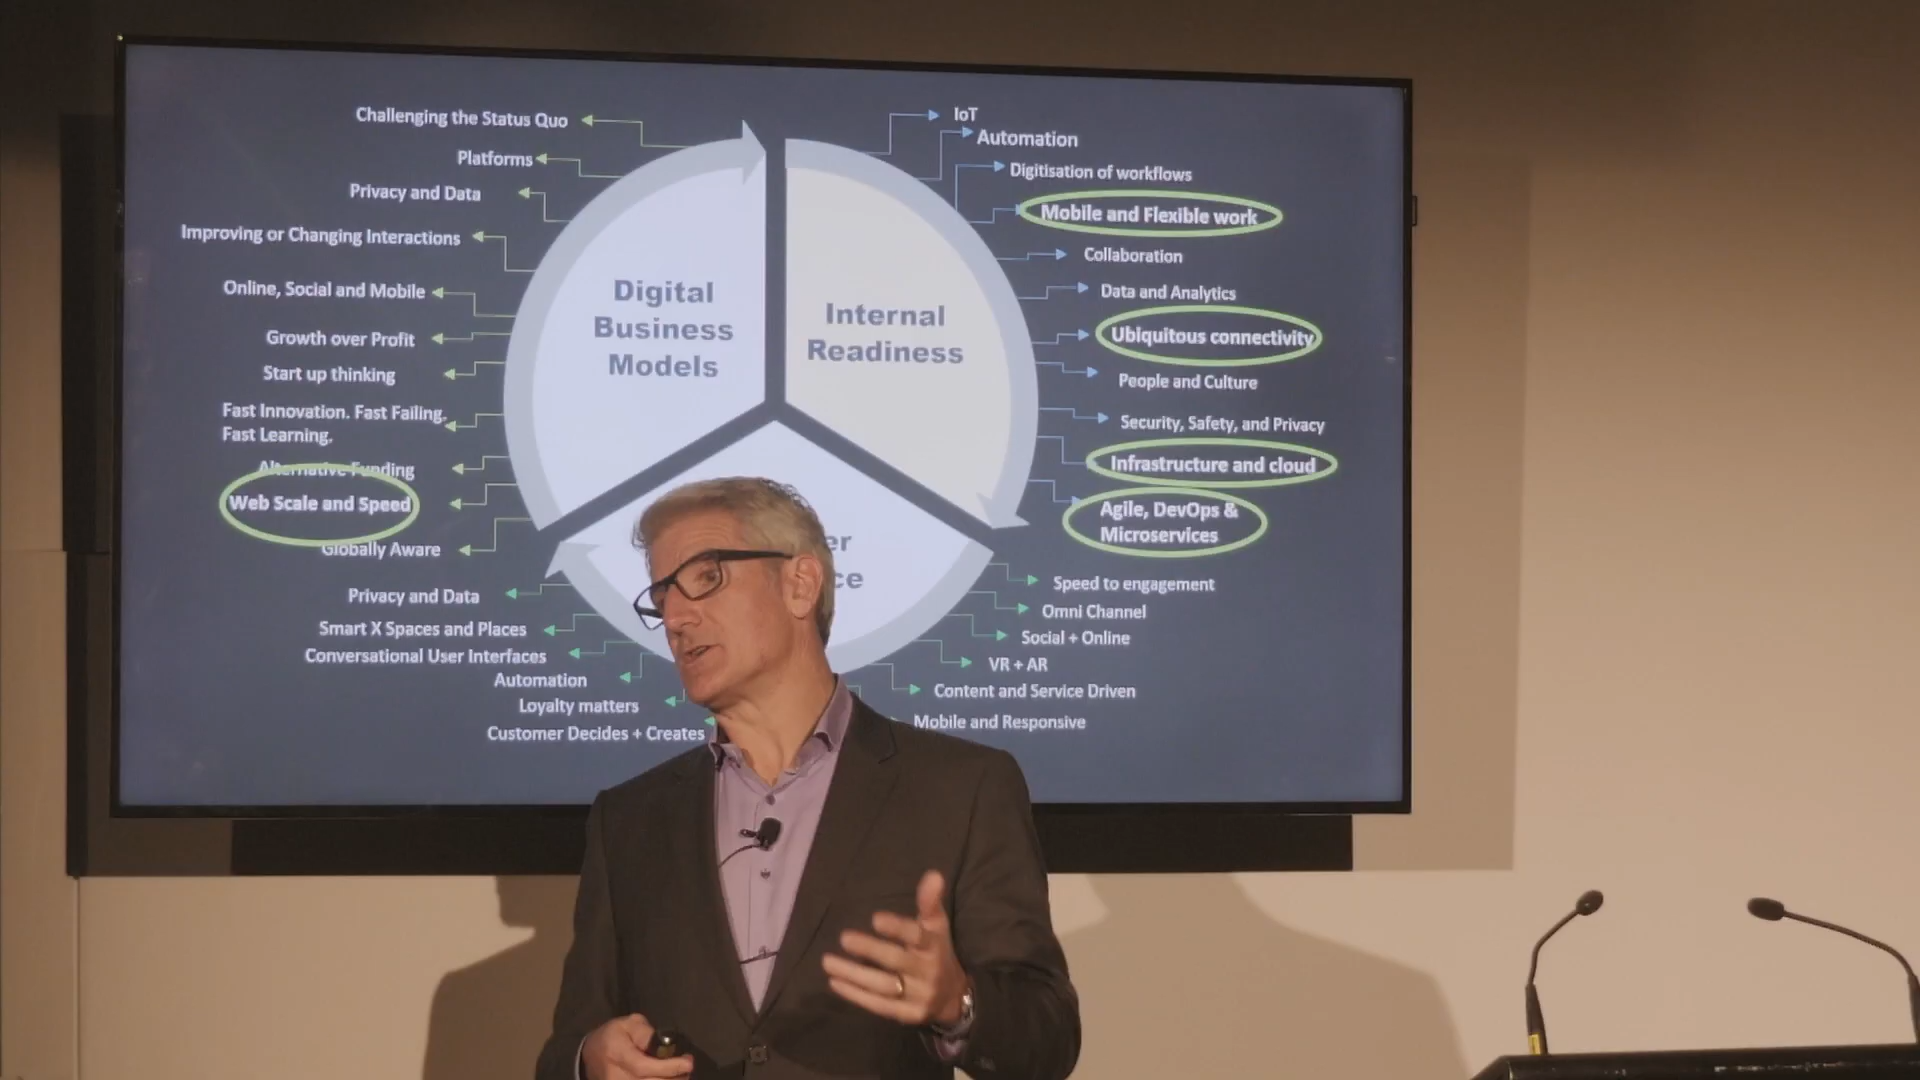 Challenging the Status Quo
Platforms
Privacy and Data
Improving or Changing Interactions
Online, Social and Mobile
Growth over Profit
Start up thinking
Fast Innovation. Fast Failing.
Fast Learning.
Alternative Funding
Web Scale and Speed
Globally Aware
Digital
Business
Models
Internal
Readiness
IoT
Automation
Digitisation of workflows
Mobile and Flexible work
Collaboration
Data and Analytics
Ubiquitous connectivity
People and Culture
Security, Safety, and Privacy
Infrastructure and cloud
Agile, DevOps &
Microservices
er
ce
Privacy and Data
Smart X Spaces and Places
Conversational User Interfaces
Automation
Loyalty matters
Customer Decides + Creates
Speed to engagement
Omni Channel
Social + Online
VR + AR
Content and Service Driven
Mobile and Responsive